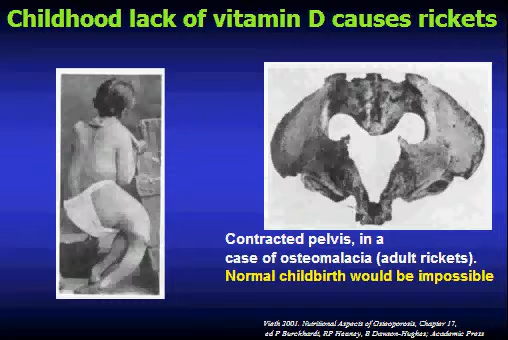 Childhood lack of vitamin D causes rickets
Contracted pelvis, in a
case of osteomalacia (adult rickets).
Normal childbirth would be impossible
Vieth 2001. Nutritional Aspects of Osteoporosis, Chapter 17,
ed P Burckhardt, RP Heaney, B Dawson-Hughes; Academic Press